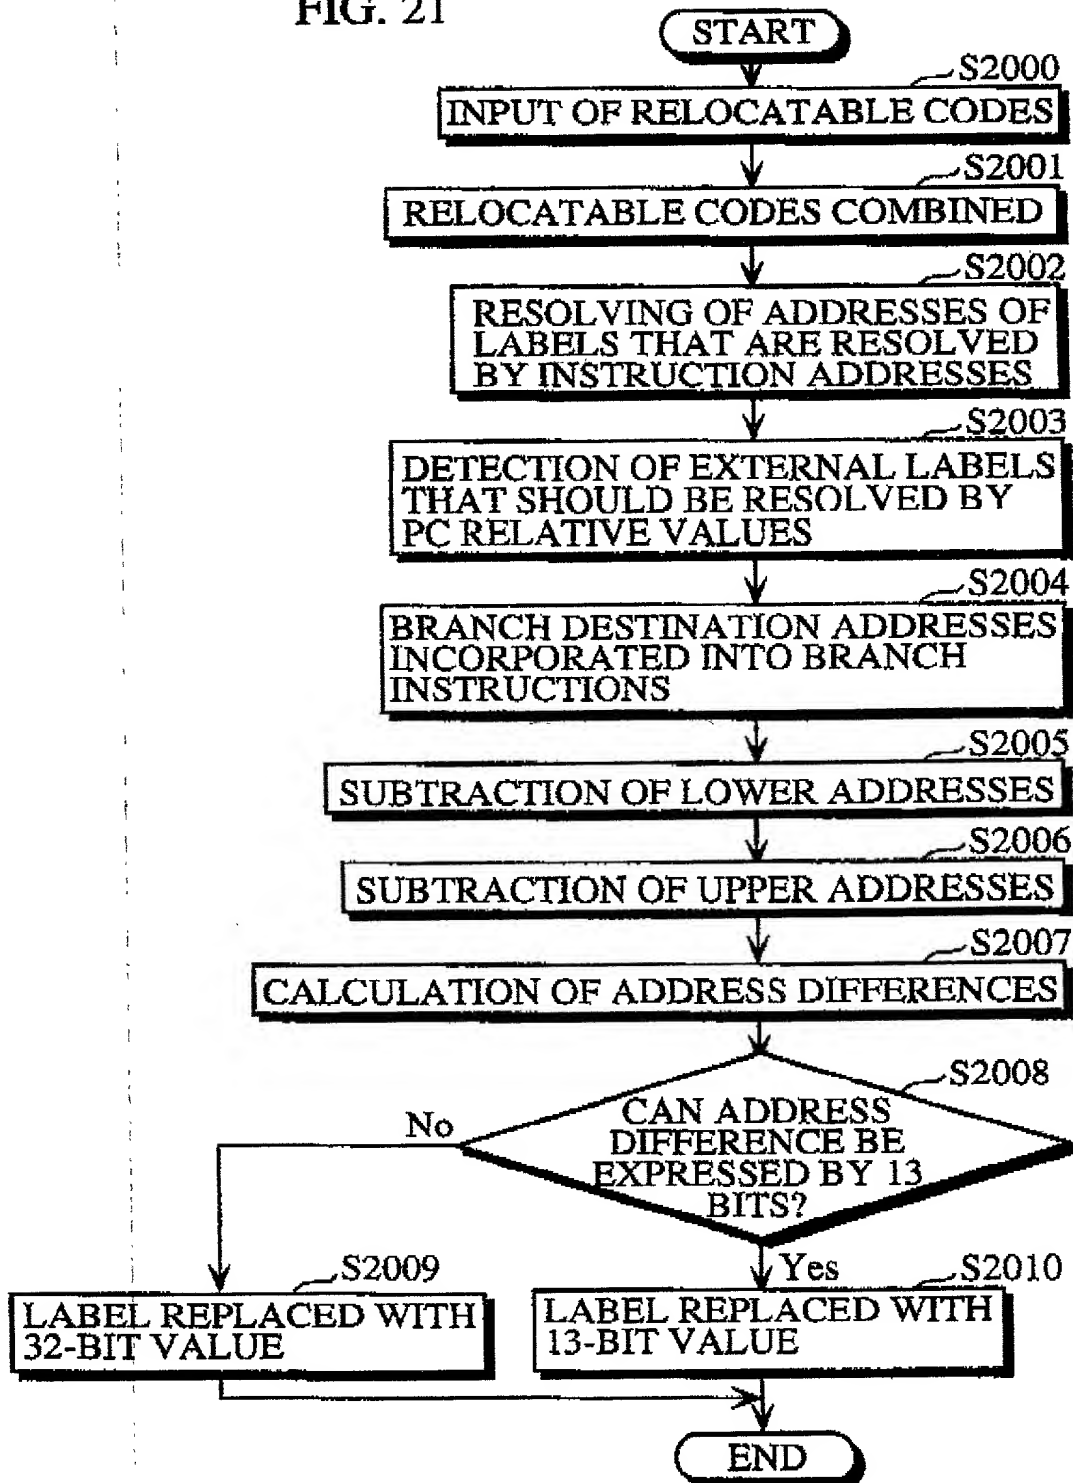 FIG. 21
START
S2000
INPUT OF RELOCATABLE CODES
S2001
RELOCATABLE CODES COMBINED
S2002
RESOLVING OF ADDRESSES OF
LABELS THAT ARE RESOLVED
BY INSTRUCTION ADDRESSES
S2003
DETECTION OF EXTERNAL LABELS
THAT SHOULD BE RESOLVED BY
PC RELATIVE VALUES
S2004
BRANCH DESTINATION ADDRESSES
INCORPORATED INTO BRANCH
INSTRUCTIONS
S2005
SUBTRACTION OF LOWER ADDRESSES
S2006
SUBTRACTION OF UPPER ADDRESSES
S2007
CALCULATION OF ADDRESS DIFFERENCES
S2008
CAN ADDRESS
DIFFERENCE BE
EXPRESSED BY 13
BITS?
No
Yes
S2009
LABEL REPLACED WITH
32-BIT VALUE
S2010
LABEL REPLACED WITH
13-BIT VALUE
END